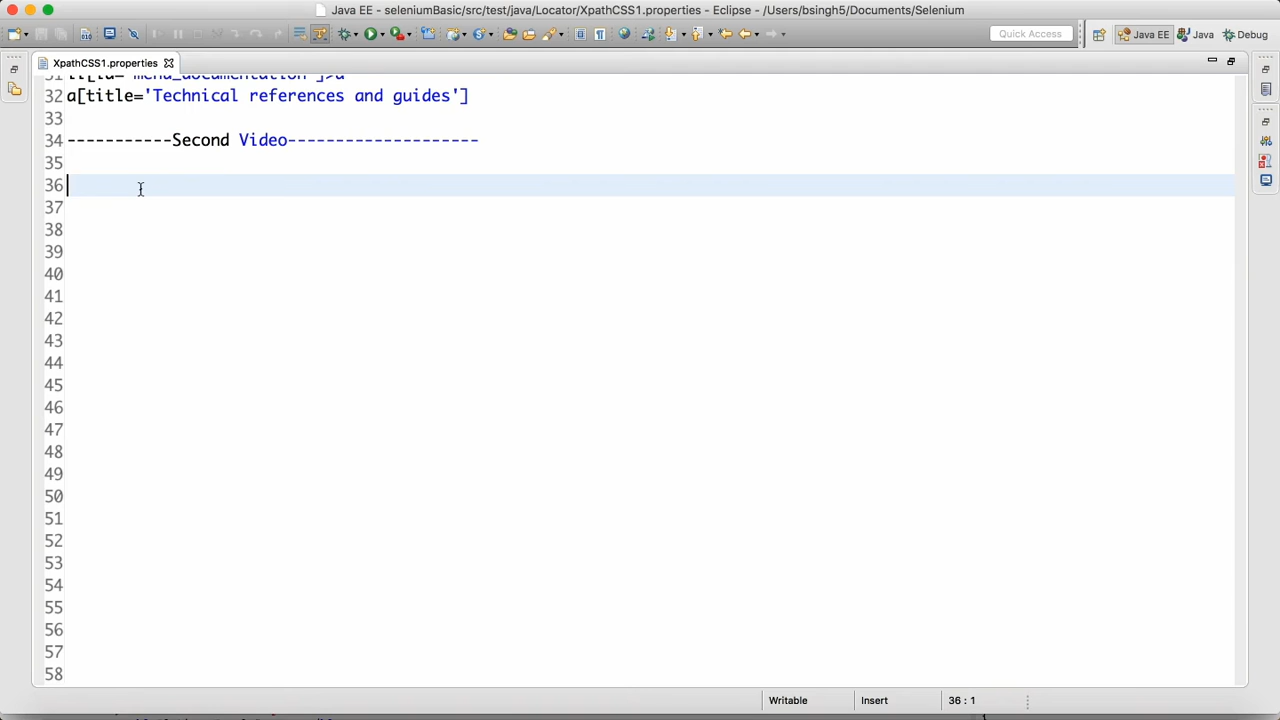 Java EE - seleniumBasic/src/test/java/Locator/XpathCSS1.properties - Eclipse - /Users/bsingh5/Documents/Selenium
Quick Access
Java EE
Java
Debug
XpathCSS1.properties
31
32 a[title='Technical references and guides']
33
34 -----------Second Video--------------------
35
36
37
38
39
40
41
42
43
44
45
46
47
48
49
50
51
52
53
54
55
56
57
58
Writable
Insert
36 : 1